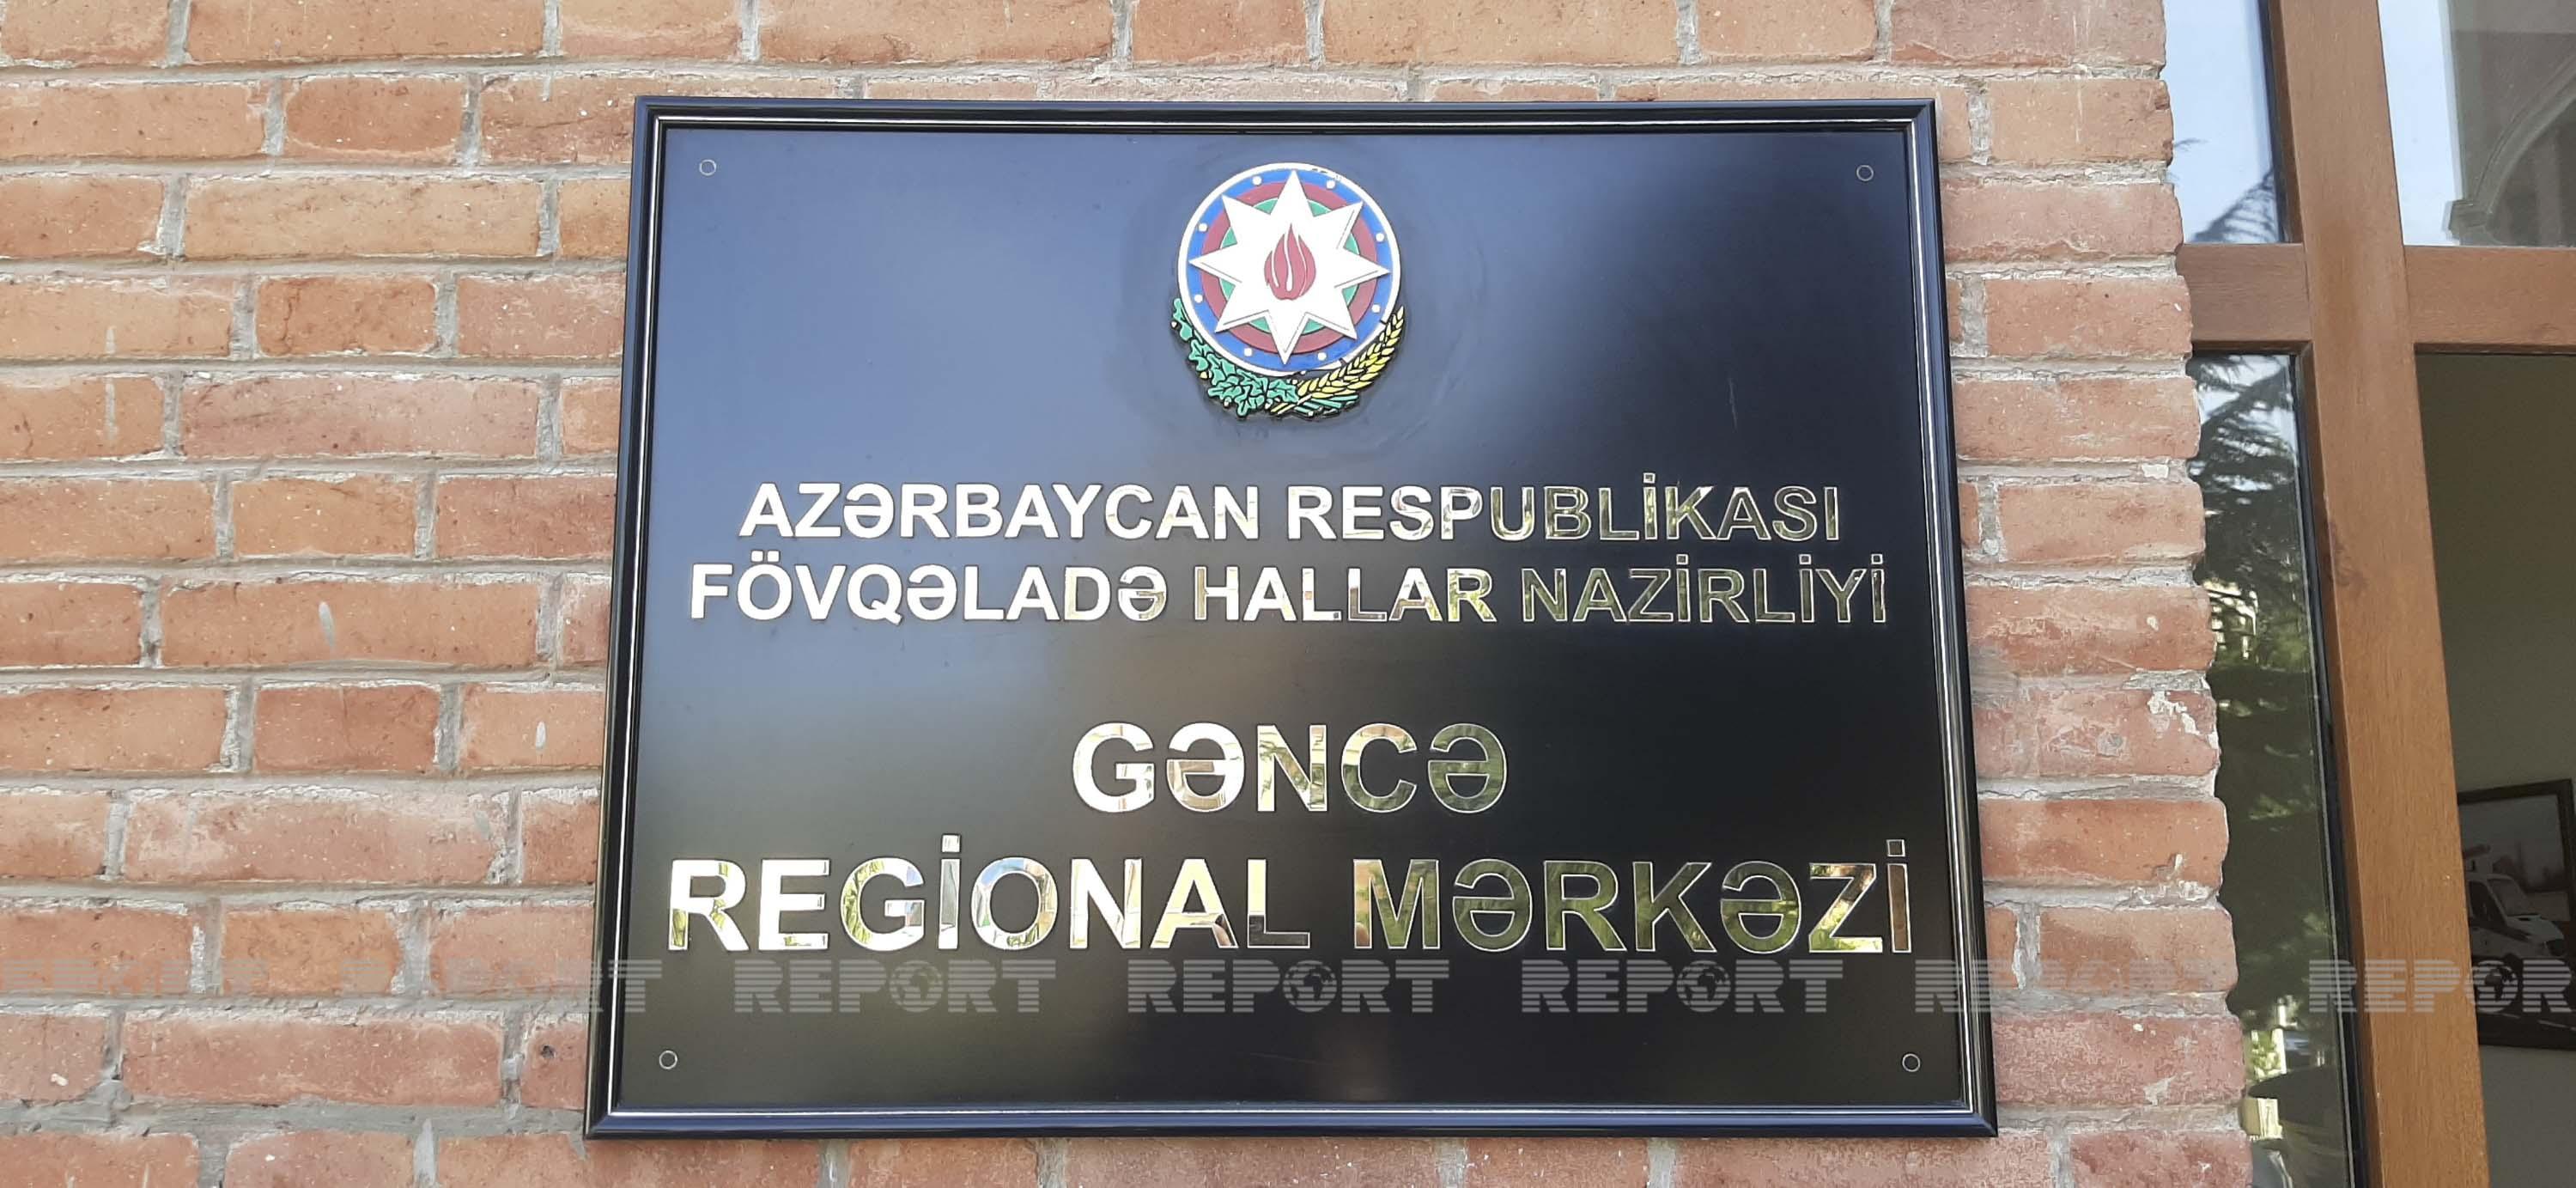 AZƏRBAYCAN RESPUBLİKASI
FÖVQƏLADƏ HALLAR NAZİRLİYİ
GƏNCƏ
REGİONAL MƏRKƏZİ
REPORT REPORT REPORT